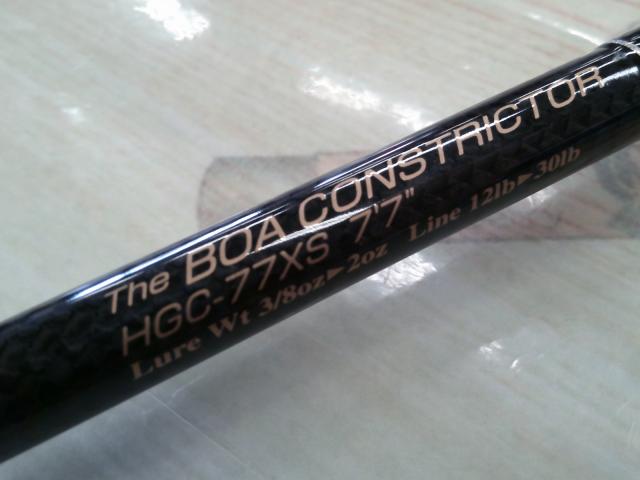 The BOA CONSTRICTOR
HGC-77XS 7'7"
Lure Wt 3/8oz►2oz Line 12lb►30lb